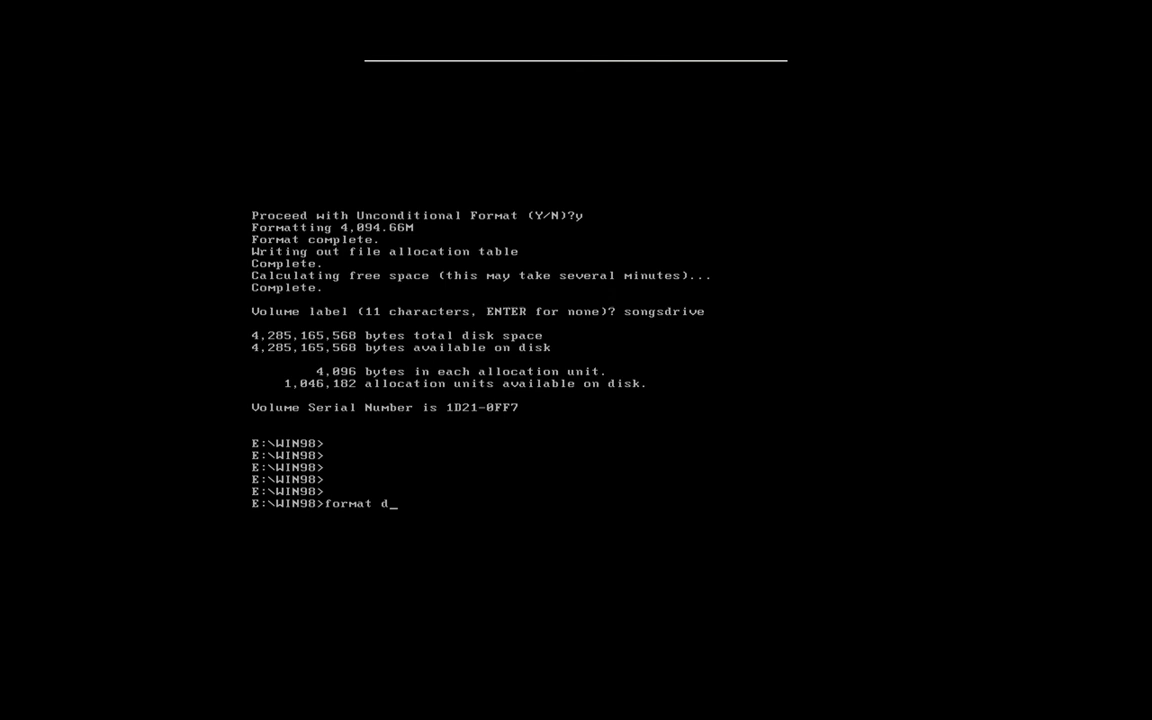 Proceed with Unconditional Format (Y/N)?y
Formatting 4,094.66M
Format complete.
Writing out file allocation table
Complete.
Calculating free space (this may take several minutes)...
Complete.
Volume label (11 characters, ENTER for none)? songsdrive
4,285,165,568 bytes total disk space
4,285,165,568 bytes available on disk
4,096 bytes in each allocation unit.
1,046,182 allocation units available on disk.
Volume Serial Number is 1D21-0FF7
E:\WIN98>
E:\WIN98>
E:\WIN98>
E:\WIN98>
E:\WIN98>
E:\WIN98>format d_